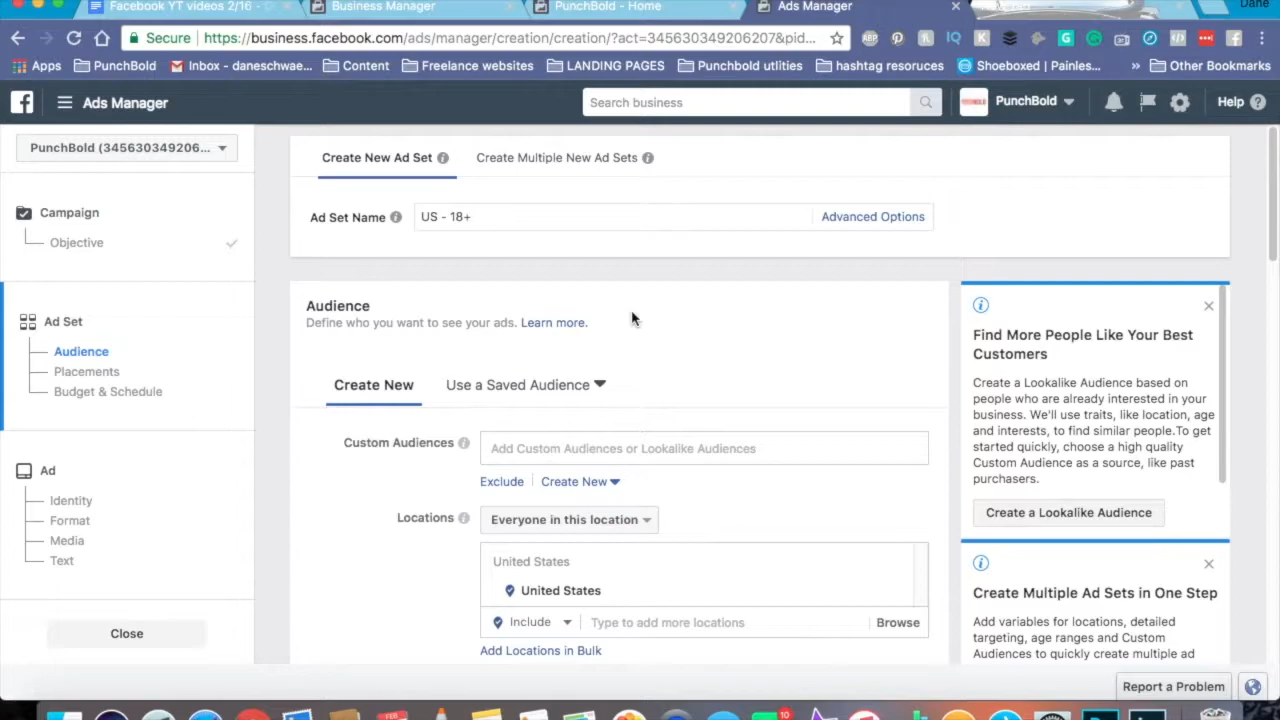 Facebook YT videos 2/16 -
Business Manager
PunchBold - Home
Ads Manager
Dane
Secure
https://business.facebook.com/ads/manager/creation/creation/?act=345630349206207&pid...
Apps
PunchBold
Inbox - daneschwae...
Content
Freelance websites
LANDING PAGES
Punchbold utlities
hashtag resoruces
Shoeboxed | Painles...
»
Other Bookmarks
Ads Manager
Search business
PunchBold
Help
PunchBold (345630349206...
Campaign
Objective
Ad Set
Audience
Placements
Budget & Schedule
Ad
Identity
Format
Media
Text
Close
Create New Ad Set
Create Multiple New Ad Sets
Ad Set Name
US - 18+
Advanced Options
Audience
Define who you want to see your ads. Learn more.
Create New
Use a Saved Audience
Custom Audiences
Add Custom Audiences or Lookalike Audiences
Exclude
Create New
Locations
Everyone in this location
United States
United States
Include
Type to add more locations
Browse
Add Locations in Bulk
Find More People Like Your Best
Customers
Create a Lookalike Audience based on
people who are already interested in your
business. We'll use traits, like location, age
and interests, to find similar people.To get
started quickly, choose a high quality
Custom Audience as a source, like past
purchasers.
Create a Lookalike Audience
Create Multiple Ad Sets in One Step
Add variables for locations, detailed
targeting, age ranges and Custom
Audiences to quickly create multiple ad
Report a Problem
FEB
10